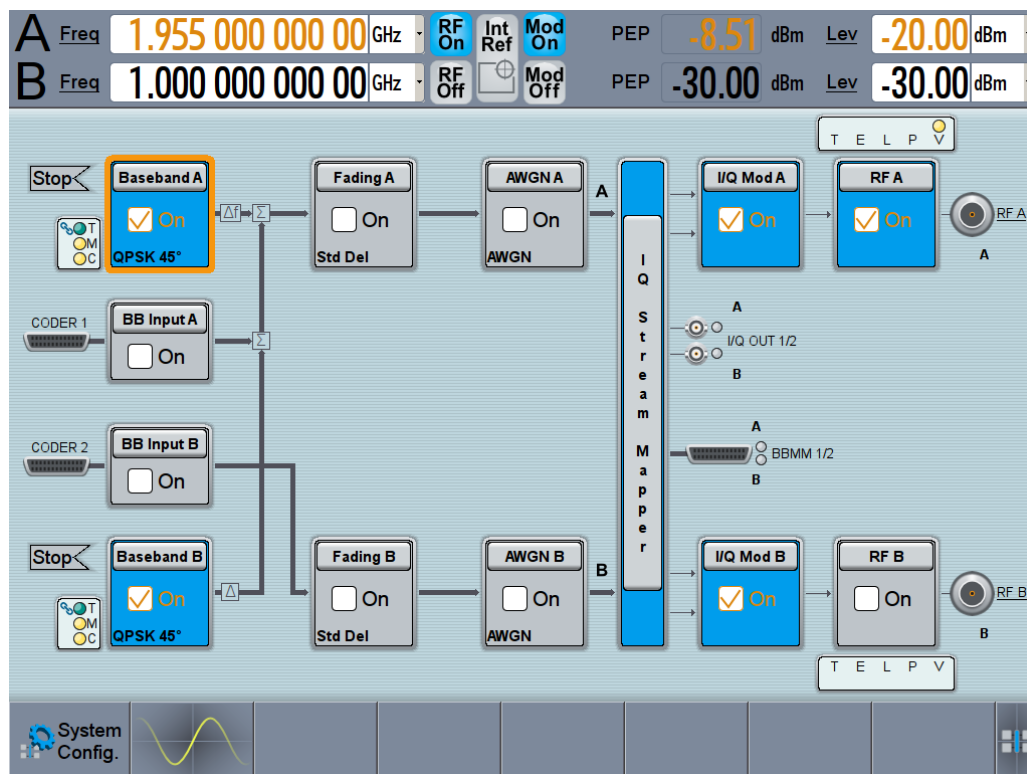 A Freq 1.955 000 000 00 GHz RF On Int Ref Mod On PEP -8.51 dBm Lev -20.00 dBm
B Freq 1.000 000 000 00 GHz RF Off Mod Off PEP -30.00 dBm Lev -30.00 dBm
T E L P V
Stop Baseband A Fading A AWGN A A I/Q Mod A RF A
On On On On On RF A
T
M
C
QPSK 45° Std Del AWGN A
IQ Stream Mapper
CODER 1 BB Input A
On
A
I/Q OUT 1/2
B
CODER 2 BB Input B
On
A
BBMM 1/2
B
Stop Baseband B Fading B AWGN B B I/Q Mod B RF B
Δf Σ
Σ
Δ
On On On On On RF B
T
M
C
QPSK 45° Std Del AWGN B
T E L P V
System
Config.